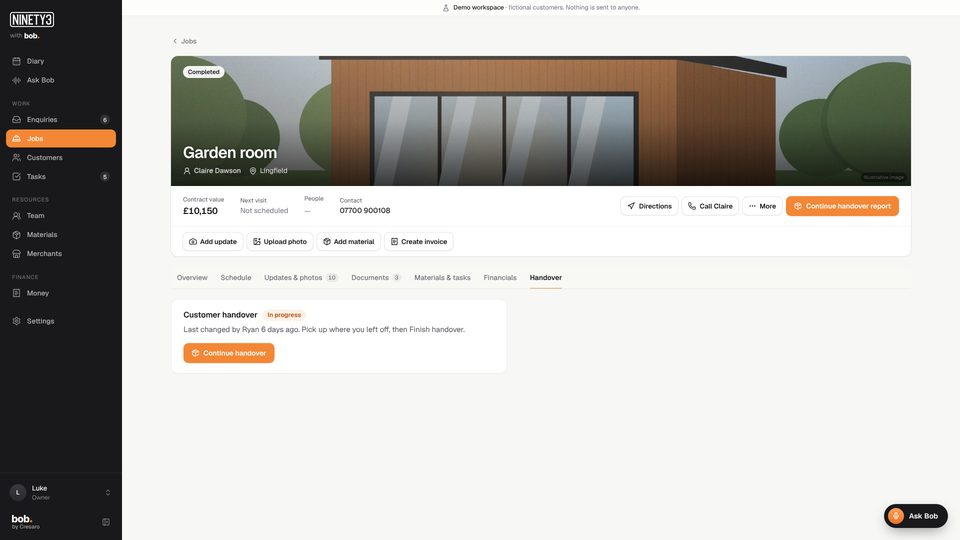 NINETY3
with bob.
Diary
Ask Bob
WORK
Enquiries 6
Jobs
Customers
Tasks 5
RESOURCES
Team
Materials
Merchants
FINANCE
Money
Settings
L
Luke
Owner
bob.
by Cresaro
Demo workspace - fictional customers. Nothing is sent to anyone.
Jobs
Completed
Garden room
Claire Dawson Lingfield
Illustrative image
Contract value
£10,150
Next visit
Not scheduled
People
—
Contact
07700 900108
Directions
Call Claire
More
Continue handover report
Add update
Upload photo
Add material
Create invoice
Overview Schedule Updates & photos 10 Documents 3 Materials & tasks Financials Handover
Customer handover In progress
Last changed by Ryan 6 days ago. Pick up where you left off, then Finish handover.
Continue handover
Ask Bob